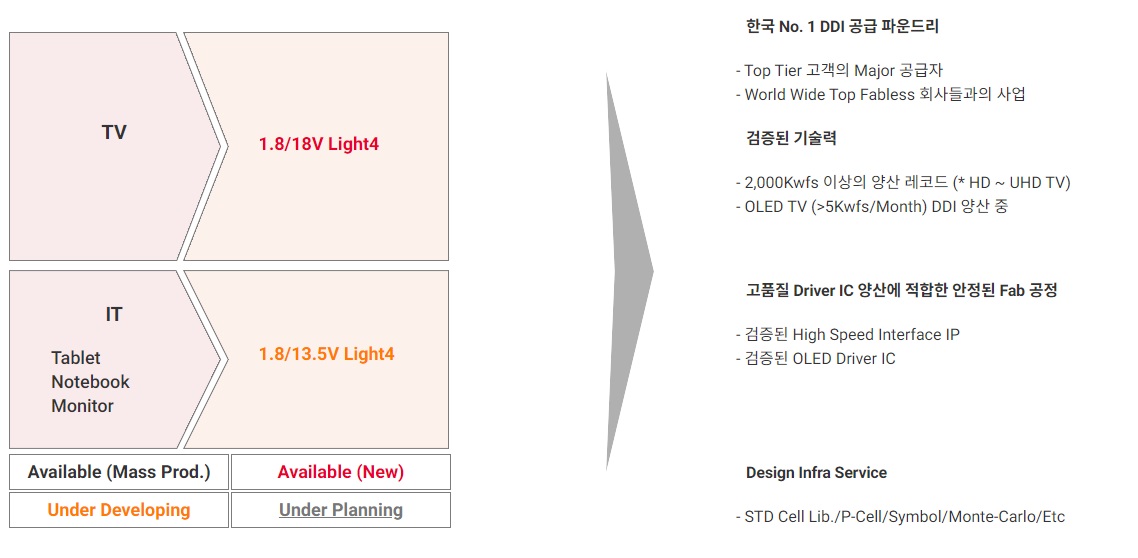 TV
1.8/18V Light4
IT
Tablet
Notebook
Monitor
1.8/13.5V Light4
Available (Mass Prod.)
Available (New)
Under Developing
Under Planning
한국 No. 1 DDI 공급 파운드리
- Top Tier 고객의 Major 공급자
- World Wide Top Fabless 회사들과의 사업
검증된 기술력
- 2,000Kwfs 이상의 양산 레코드 (* HD ~ UHD TV)
- OLED TV (>5Kwfs/Month) DDI 양산 중
고품질 Driver IC 양산에 적합한 안정된 Fab 공정
- 검증된 High Speed Interface IP
- 검증된 OLED Driver IC
Design Infra Service
- STD Cell Lib./P-Cell/Symbol/Monte-Carlo/Etc